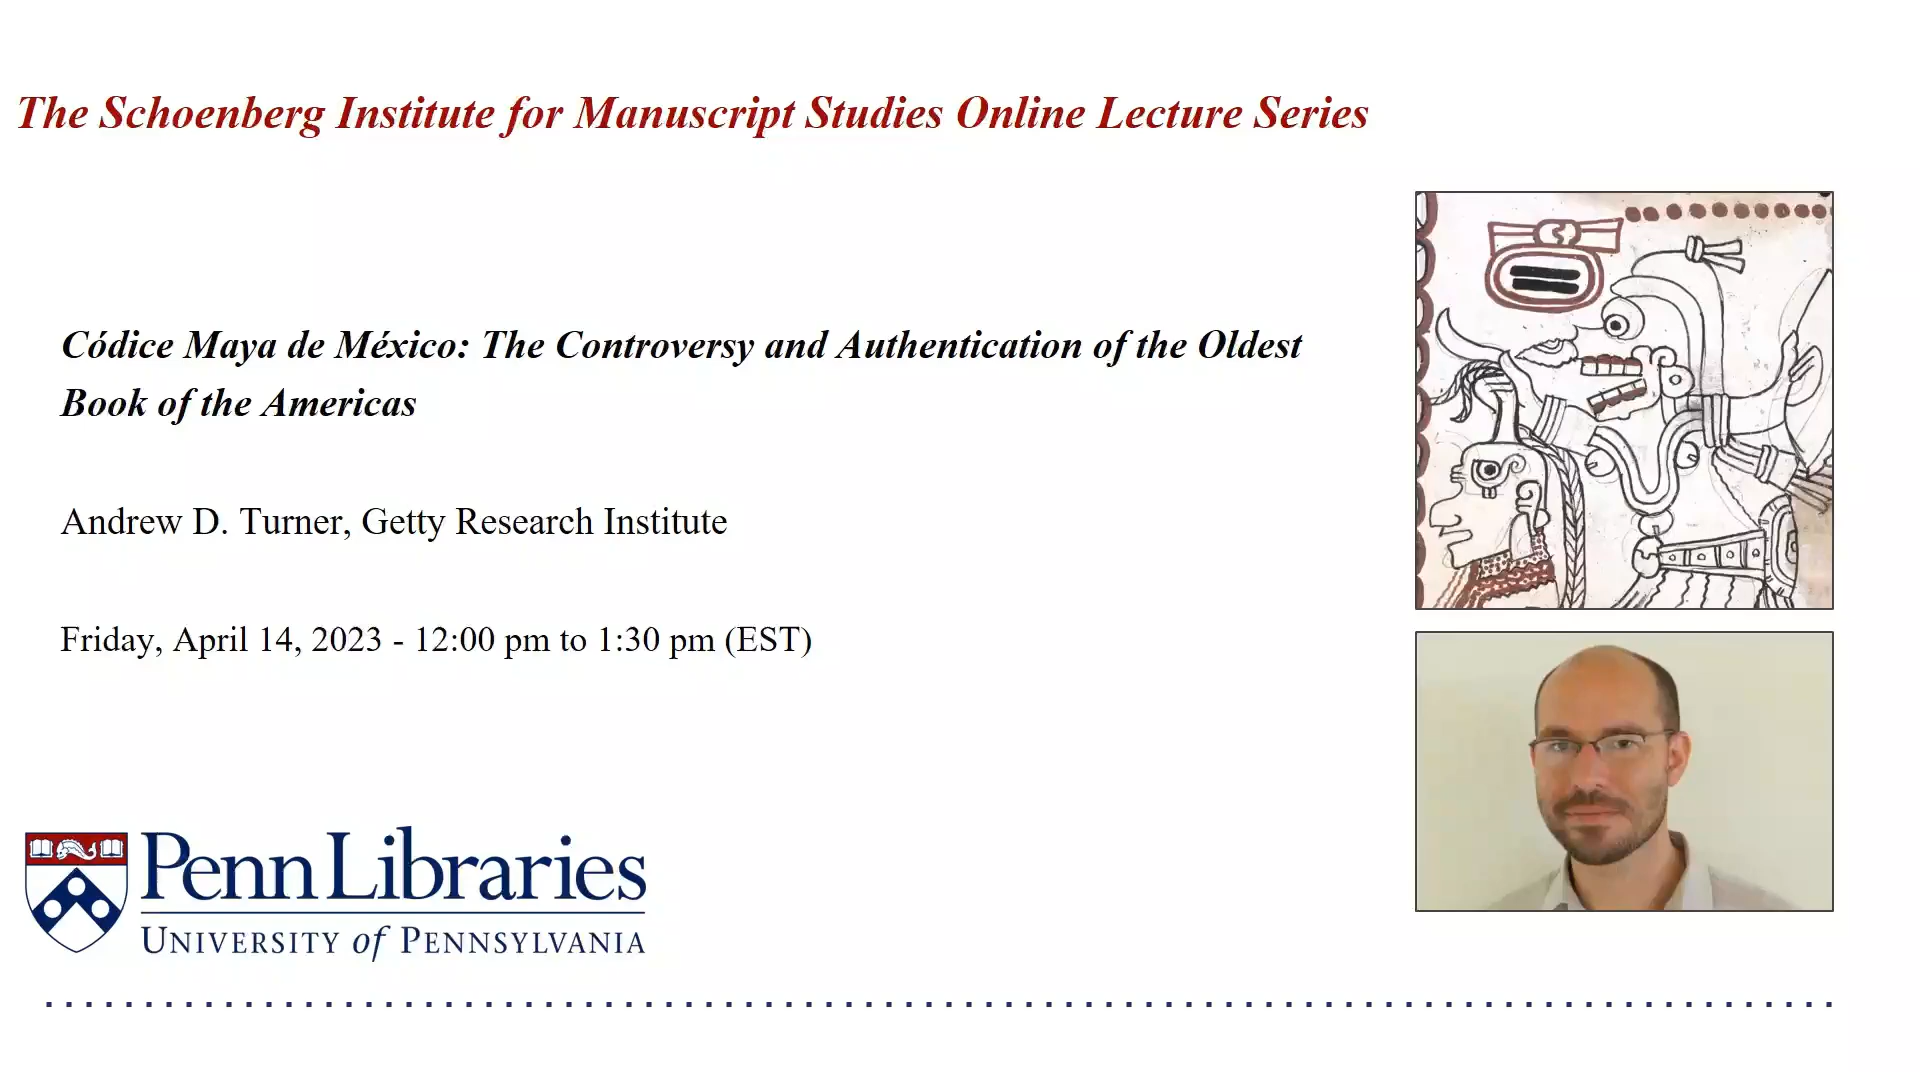 The Schoenberg Institute for Manuscript Studies Online Lecture Series
Códice Maya de México: The Controversy and Authentication of the Oldest
Book of the Americas
Andrew D. Turner, Getty Research Institute
Friday, April 14, 2023 - 12:00 pm to 1:30 pm (EST)
Penn Libraries
UNIVERSITY of PENNSYLVANIA